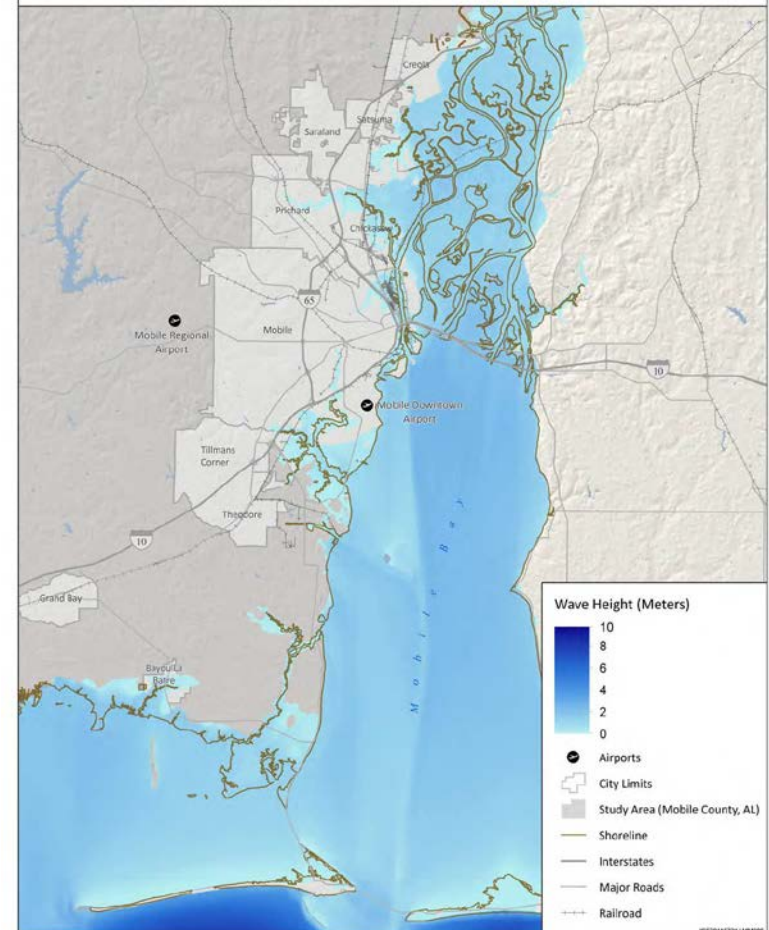 Creola
Satsuma
Saraland
Prichard
Chickasaw
65
Mobile Regional
Airport
Mobile
10
Mobile Downtown
Airport
Tillmans
Corner
Theodore
10
Mobile Bay
Grand Bay
Bayou La
Batre
Wave Height (Meters)
10
8
6
4
2
0
Airports
City Limits
Study Area (Mobile County, AL)
Shoreline
Interstates
Major Roads
Railroad